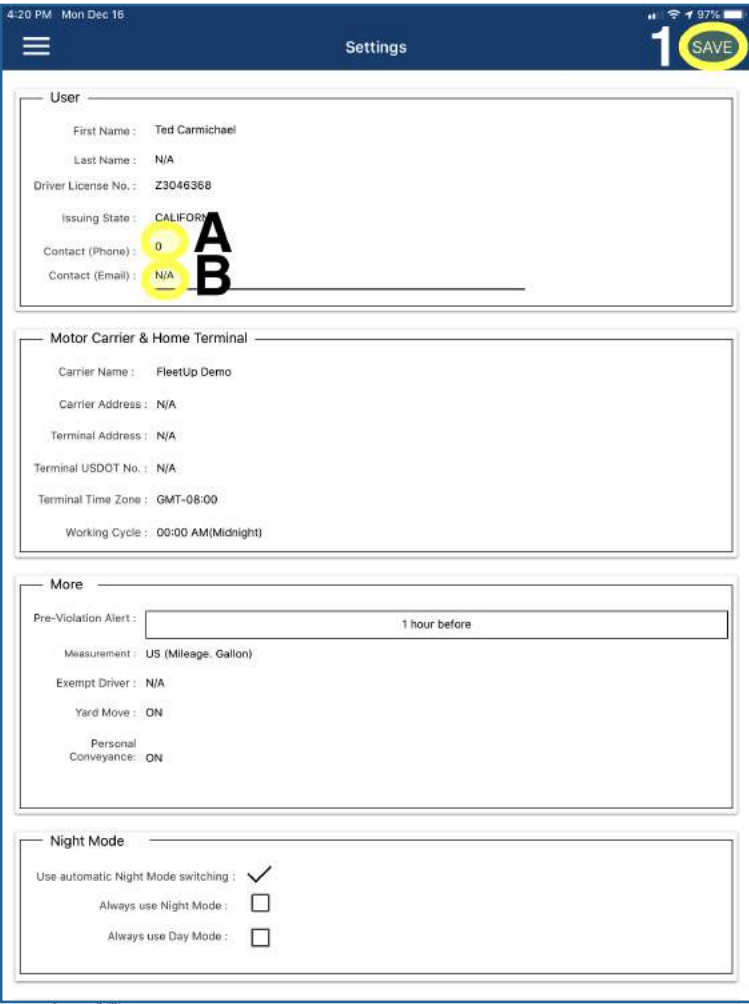 4:20 PM Mon Dec 16
97%
Settings
1
SAVE
User
First Name : Ted Carmichael
Last Name : N/A
Driver License No. : Z3046368
Issuing State : CALIFORN
Contact (Phone) : 0 A
Contact (Email) : N/A B
Motor Carrier & Home Terminal
Carrier Name : FleetUp Demo
Carrier Address : N/A
Terminal Address : N/A
Terminal USDOT No. : N/A
Terminal Time Zone : GMT-08:00
Working Cycle : 00:00 AM(Midnight)
More
Pre-Violation Alert : 1 hour before
Measurement : US (Mileage. Gallon)
Exempt Driver : N/A
Yard Move : ON
Personal
Conveyance: ON
Night Mode
Use automatic Night Mode switching :
Always use Night Mode :
Always use Day Mode :